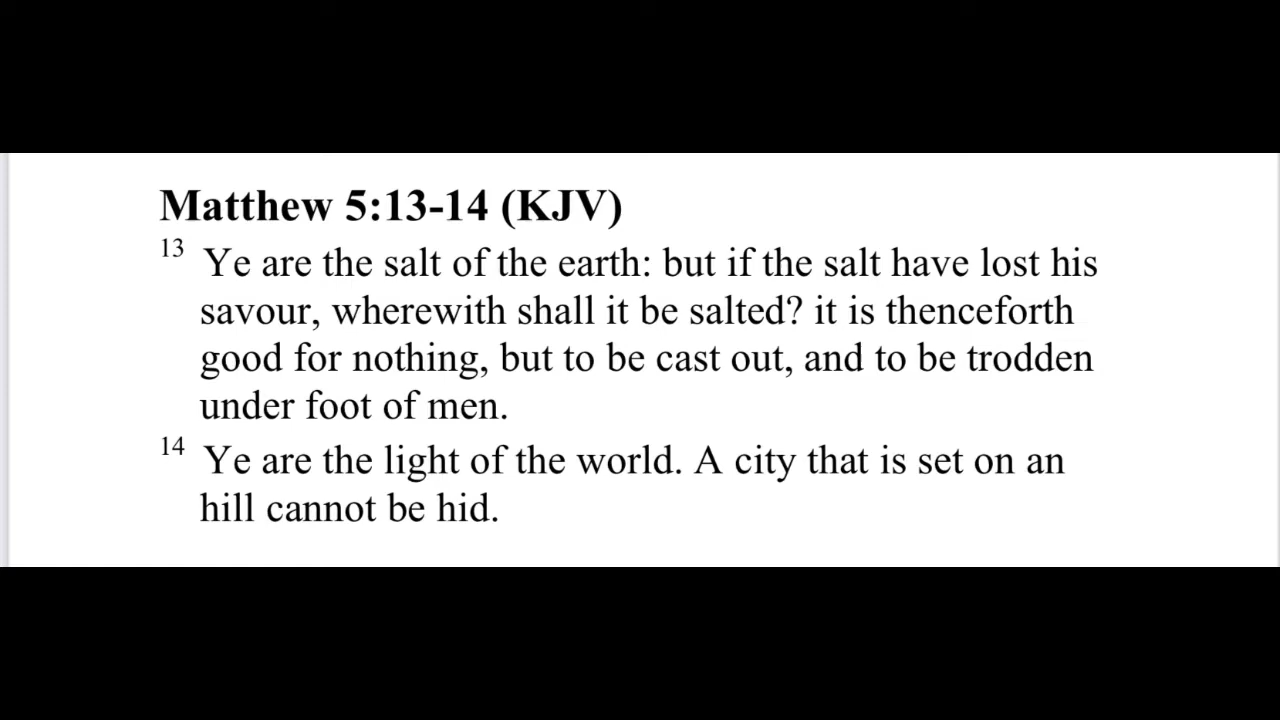 Matthew 5:13-14 (KJV)
13 Ye are the salt of the earth: but if the salt have lost his
savour, wherewith shall it be salted? it is thenceforth
good for nothing, but to be cast out, and to be trodden
under foot of men.
14 Ye are the light of the world. A city that is set on an
hill cannot be hid.